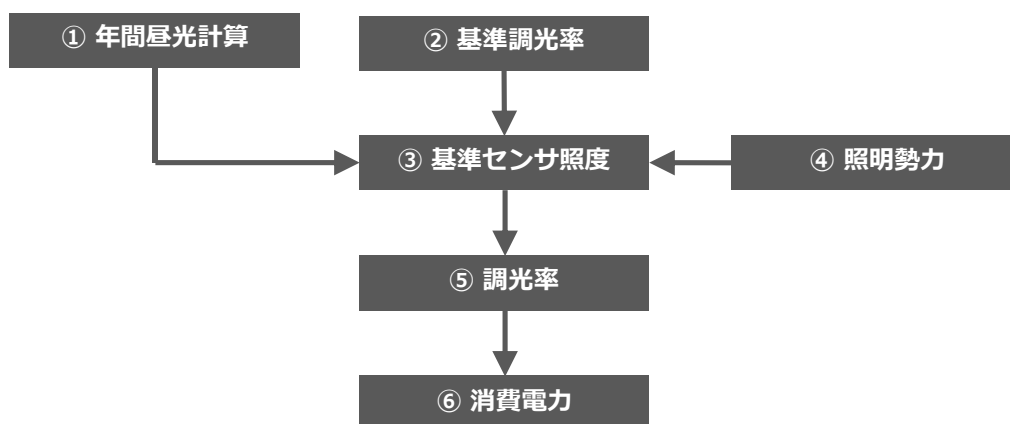 ① 年間昼光計算
② 基準調光率
③ 基準センサ照度
④ 照明勢力
⑤ 調光率
⑥ 消費電力